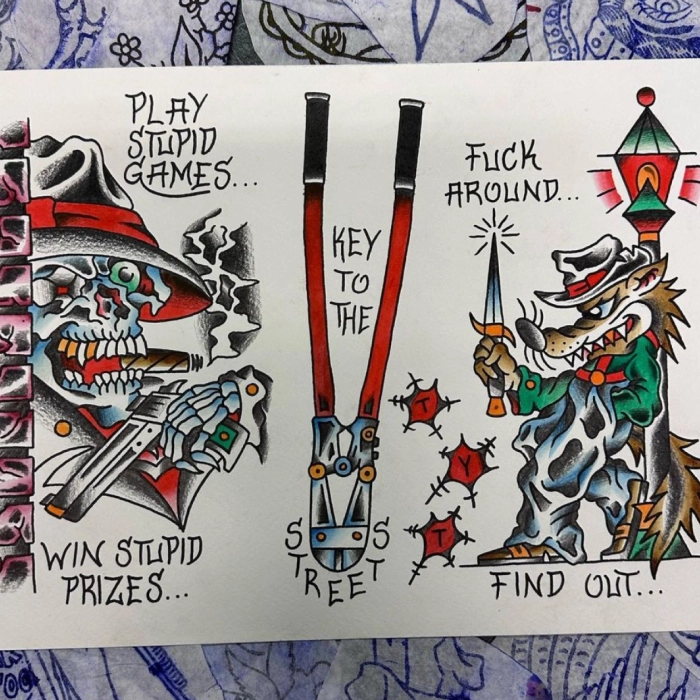 PLAY
STUPID
GAMES...
WIN STUPID
PRIZES...
KEY
TO
THE
STREETS
T
Y
T
FUCK
AROUND...
FIND OUT...